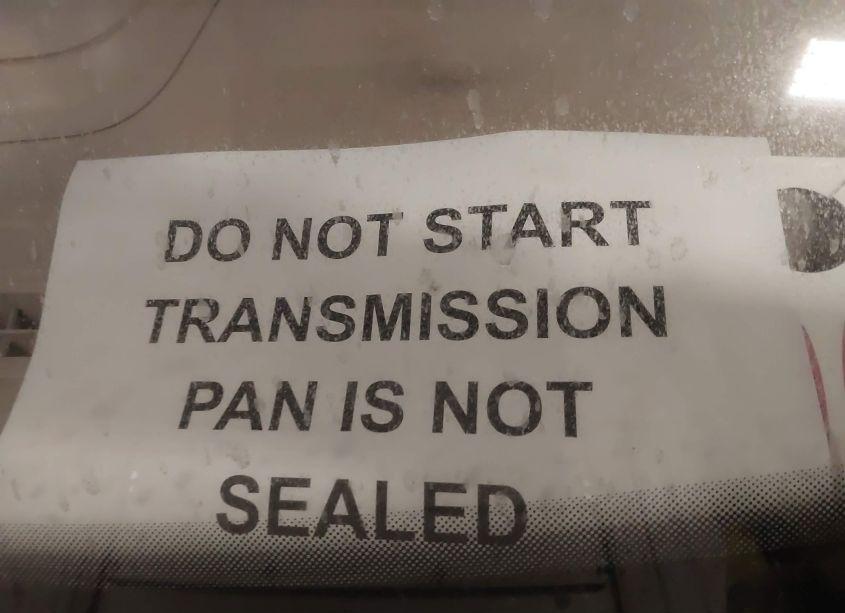 DO NOT START
TRANSMISSION
PAN IS NOT
SEALED